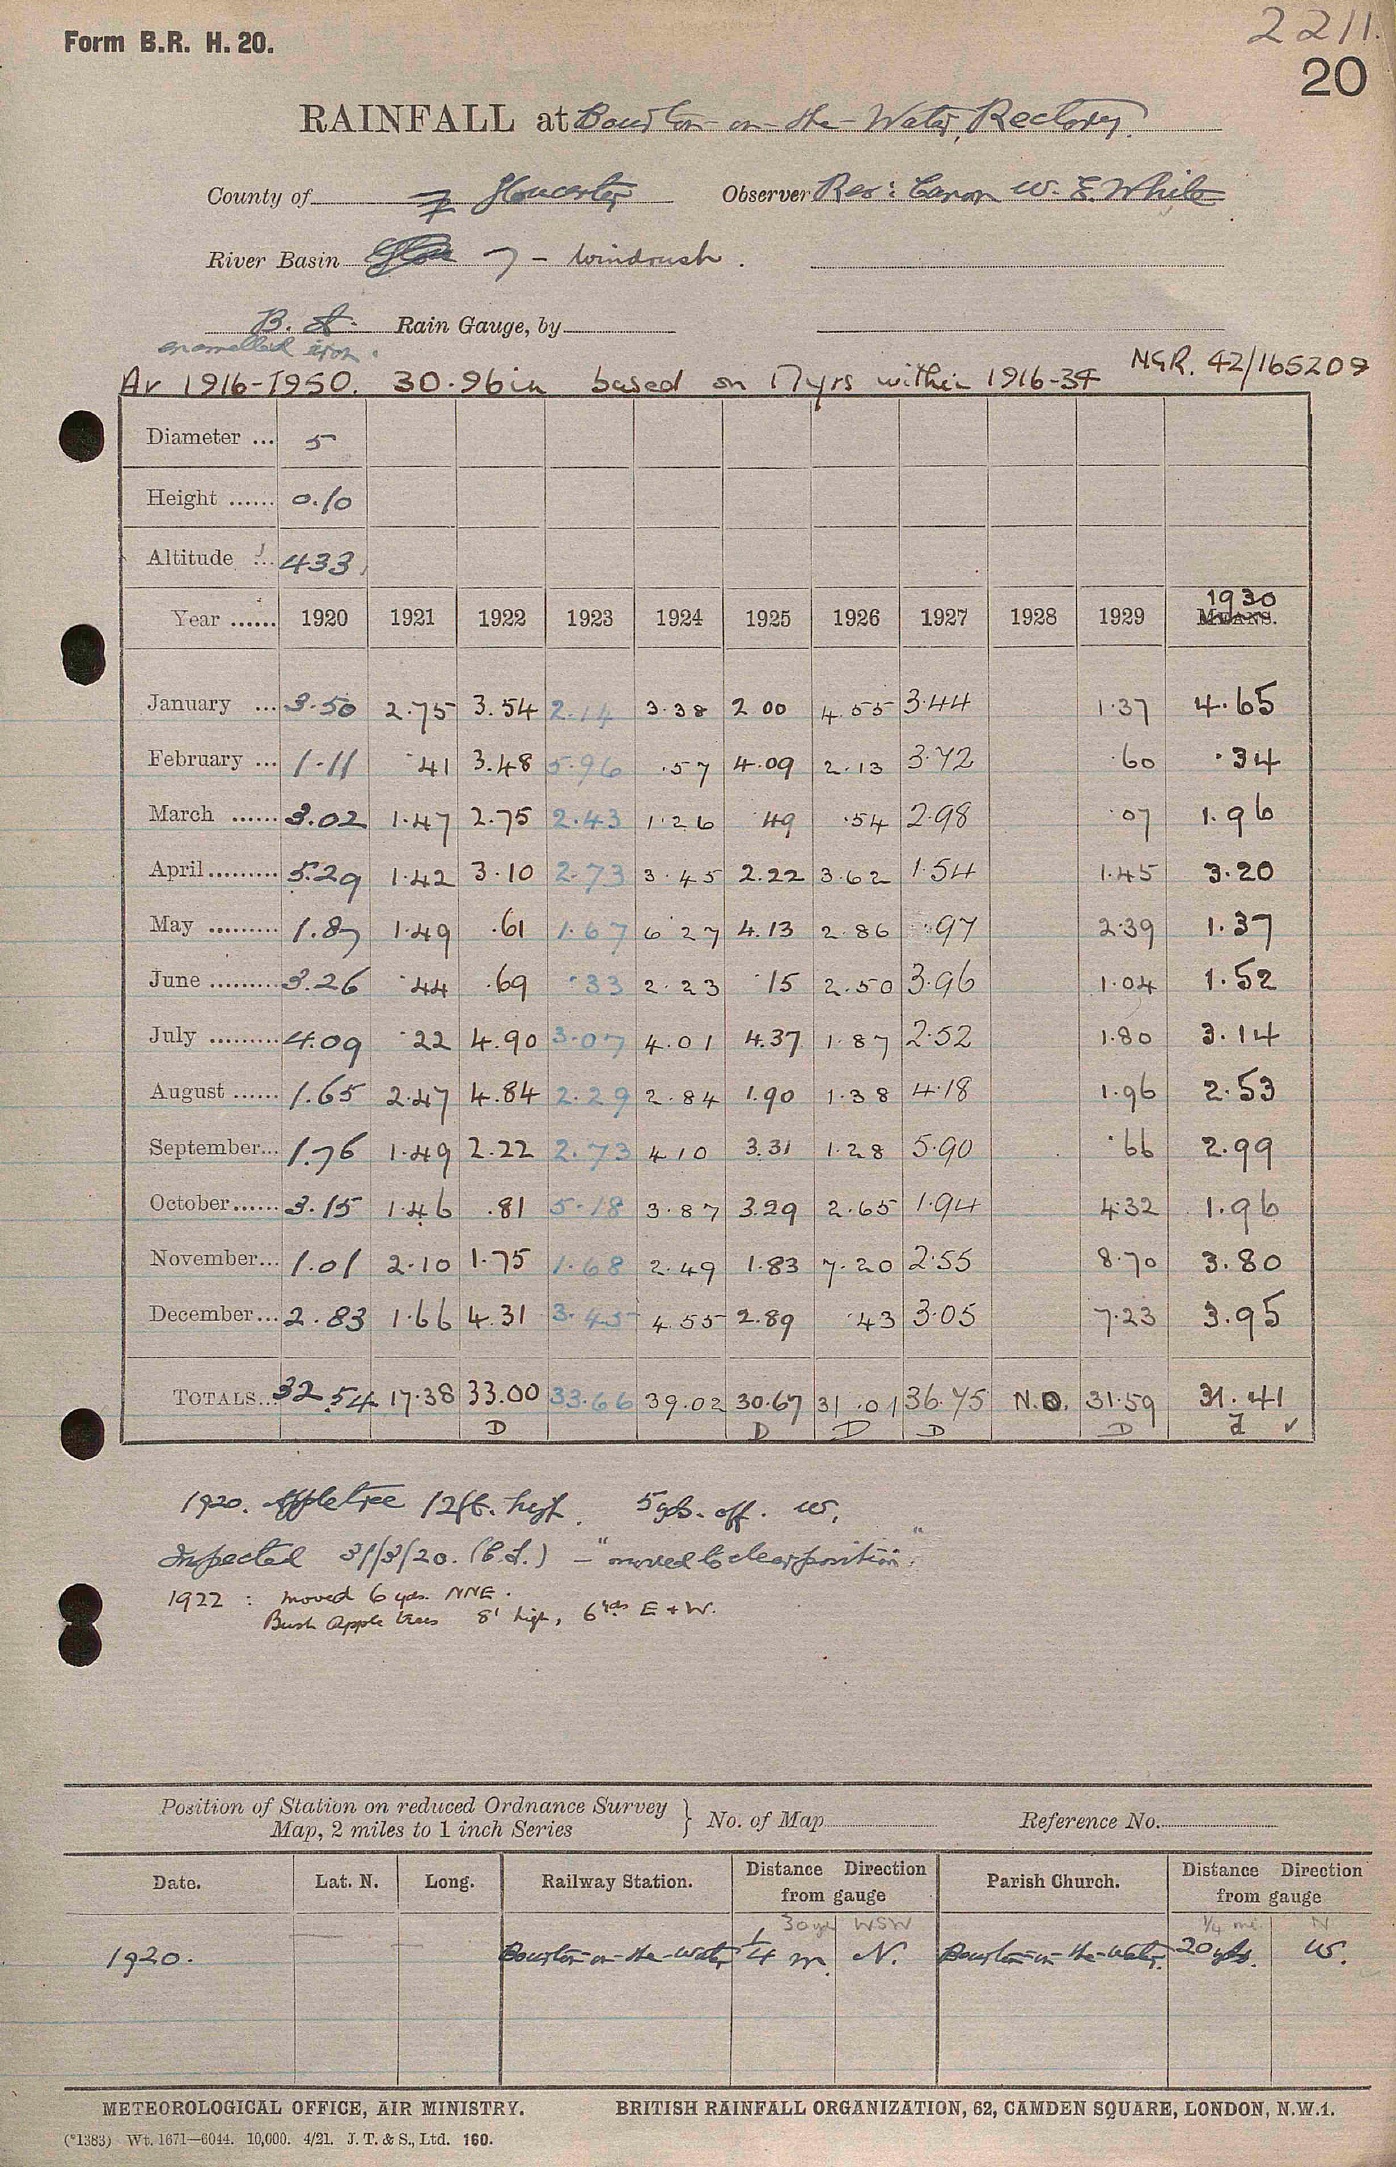 Form B.R. H. 20.
2211.
20
RAINFALL at Bourton-on-the-Water, Rectory.
County of Gloucester Observer Rev: Canon W. E. White
River Basin 7 - Windrush.
B. & Rain Gauge, by
enamelled iron.
Av 1916-1950. 30.96in based on 17yrs within 1916-34 NGR. 42/165209
Diameter ... 5
Height ...... 0.10
Altitude ... 433
Year ...... 1920 1921 1922 1923 1924 1925 1926 1927 1928 1929 1930 MEANS.
January ... 3.50 2.75 3.54 2.14 3.38 2 00 4.55 3.44 1.37 4.65
February ... 1.11 .41 3.48 5.96 .57 4.09 2.13 3.72 .60 .34
March ...... 3.02 1.47 2.75 2.43 1.26 .49 .54 2.98 .07 1.96
April ......... 5.29 1.42 3.10 2.73 3.45 2.22 3.62 1.54 1.45 3.20
May ......... 1.87 1.49 .61 1.67 6 27 4.13 2.86 .97 2.39 1.37
June ......... 3.26 .44 .69 .33 2.23 .15 2.50 3.96 1.04 1.52
July ......... 4.09 .22 4.90 3.07 4.01 4.37 1.87 2.52 1.80 3.14
August ...... 1.65 2.47 4.84 2.29 2.84 1.90 1.38 4.18 1.96 2.53
September... 1.76 1.49 2.22 2.73 4 10 3.31 1.28 5.90 .66 2.99
October...... 3.15 1.46 .81 5.18 3.87 3.29 2.65 1.94 4.32 1.96
November... 1.01 2.10 1.75 1.68 2.49 1.83 7.20 2.55 8.70 3.80
December... 2.83 1.66 4.31 3.45 4.55 2.89 .43 3.05 7.23 3.95
TOTALS... 32.54 17.38 33.00 33.66 39.02 30.67 31.01 36.75 N.O. 31.59 31.41
D D D D D d ✓
1920. Appletree 12ft. high. 5yds. off. W.
Inspected 31/3/20. (C.S.) - "moved to clear position."
1922 : moved 6 yds. NNE.
Bush Apple trees 8' high, 6 yds E + W.
Position of Station on reduced Ordnance Survey
Map, 2 miles to 1 inch Series } No. of Map Reference No.
Date. Lat. N. Long. Railway Station. Distance Direction from gauge Parish Church. Distance Direction from gauge
30 yd WSW 1/4 mi. N
1920. — — Bourton-on-the-Water 1/4 m. N. Bourton-on-the-Water. 20 yds. W.
METEOROLOGICAL OFFICE, AIR MINISTRY. BRITISH RAINFALL ORGANIZATION, 62, CAMDEN SQUARE, LONDON, N.W.1.
(*1383) Wt. 1671—6044. 10,000. 4/21. J. T. & S., Ltd. 160.